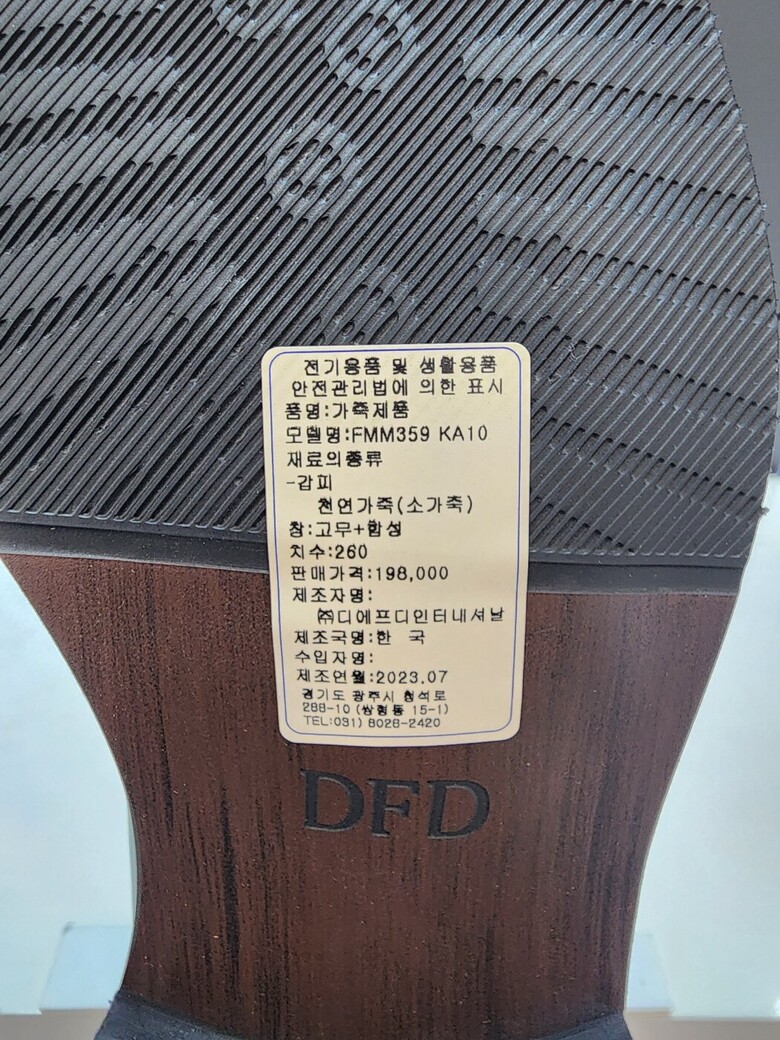 전기용품 및 생활용품
안전관리법에 의한 표시
품명:가죽제품
모델명:FMM359 KA10
재료의종류
-갑피
천연가죽(소가죽)
창:고무+합성
치수:260
판매가격:198,000
제조자명:
㈜디에프디인터내셔날
제조국명:한 국
수입자명:
제조연월:2023.07
경기도 광주시 청석로
288-10 (쌍령동 15-1)
TEL:031) 8028-2420
DFD